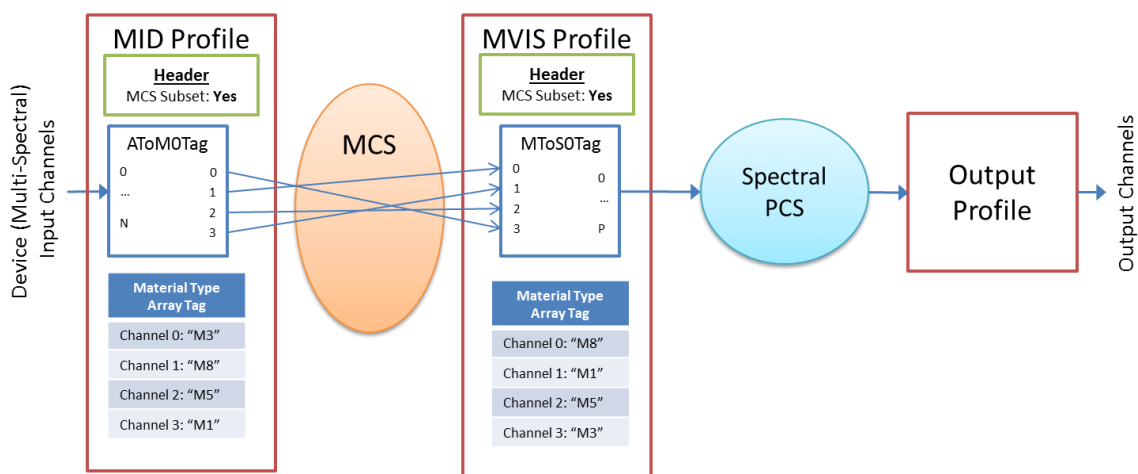 Device (Multi-Spectral)
Input Channels
MID Profile
Header
MCS Subset: Yes
AToM0Tag
0
...
N
0
1
2
3
Material Type
Array Tag
Channel 0: “M3”
Channel 1: “M8”
Channel 2: “M5”
Channel 3: “M1”
MCS
MVIS Profile
Header
MCS Subset: Yes
MToS0Tag
0
1
2
3
0
...
P
Material Type
Array Tag
Channel 0: “M8”
Channel 1: “M1”
Channel 2: “M5”
Channel 3: “M3”
Spectral
PCS
Output
Profile
Output Channels